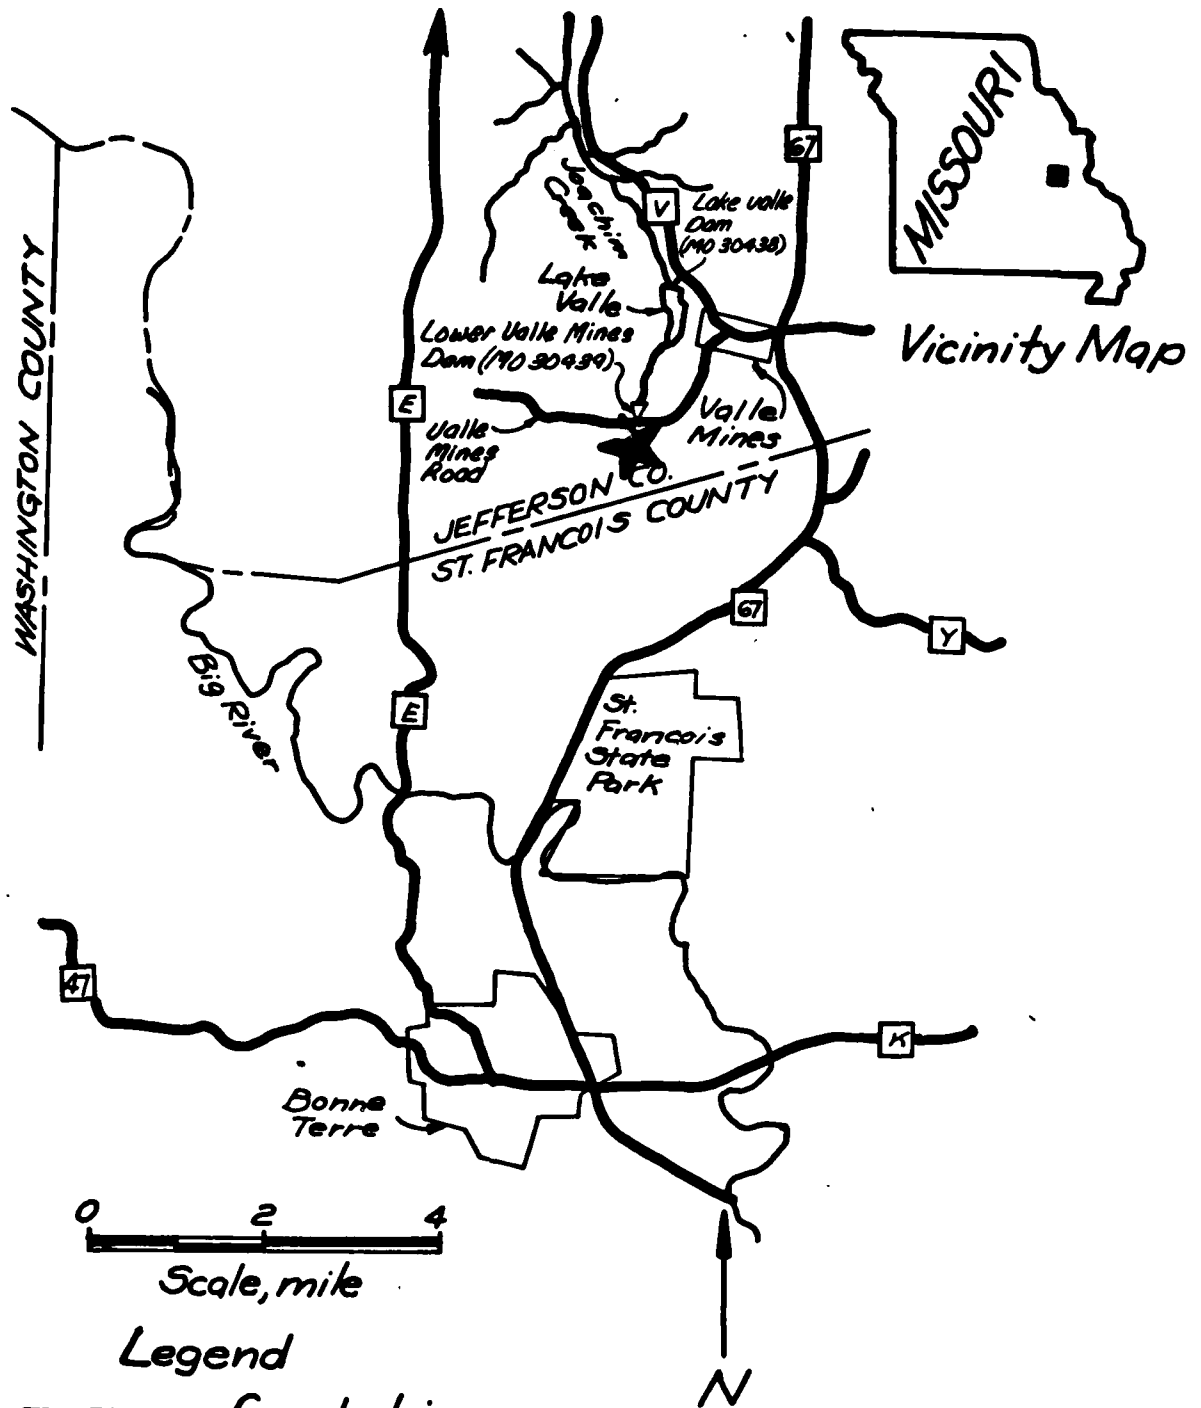 MISSOURI
67
Joachim
Creek
V
Lake Valle
Dam
(MO 30438)
Lake
Valle
Lower Valle Mines
Dam (MO 30439)
Vicinity Map
WASHINGTON COUNTY
E
Valle
Mines
Road
Valle
Mines
JEFFERSON CO.
ST. FRANCOIS COUNTY
67
Y
Big River
E
St.
Francois
State
Park
47
K
Bonne
Terre
0 2 4
Scale, mile
Legend
N